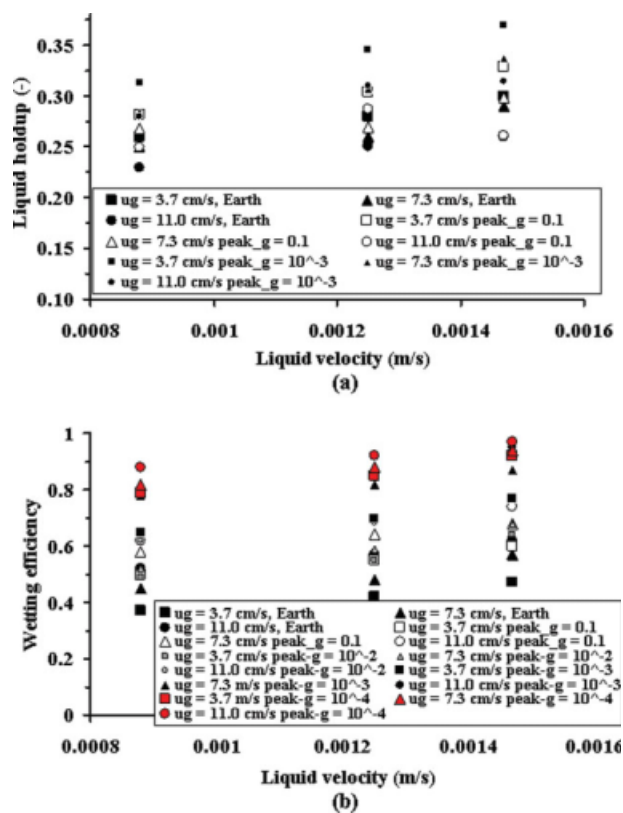 0.35
0.30
0.25
0.20
0.15
0.10
Liquid holdup (-)
ug = 3.7 cm/s, Earth
ug = 7.3 cm/s, Earth
ug = 11.0 cm/s, Earth
ug = 3.7 cm/s peak_g = 0.1
ug = 7.3 cm/s peak_g = 0.1
ug = 11.0 cm/s peak_g = 0.1
ug = 3.7 cm/s peak_g = 10^-3
ug = 7.3 cm/s peak_g = 10^-3
ug = 11.0 cm/s peak_g = 10^-3
0.0008 0.001 0.0012 0.0014 0.0016
Liquid velocity (m/s)
(a)
1
0.8
0.6
0.4
0.2
0
Wetting efficiency
ug = 3.7 cm/s, Earth
ug = 7.3 cm/s, Earth
ug = 11.0 cm/s, Earth
ug = 3.7 cm/s peak_g = 0.1
ug = 7.3 cm/s peak_g = 0.1
ug = 11.0 cm/s peak_g = 0.1
ug = 3.7 cm/s peak-g = 10^-2
ug = 7.3 cm/s peak-g = 10^-2
ug = 11.0 cm/s peak-g = 10^-2
ug = 3.7 cm/s peak-g = 10^-3
ug = 7.3 m/s peak-g = 10^-3
ug = 11.0 cm/s peak-g = 10^-3
ug = 3.7 m/s peak-g = 10^-4
ug = 7.3 cm/s peak-g = 10^-4
ug = 11.0 cm/s peak-g = 10^-4
0.0008 0.001 0.0012 0.0014 0.0016
Liquid velocity (m/s)
(b)